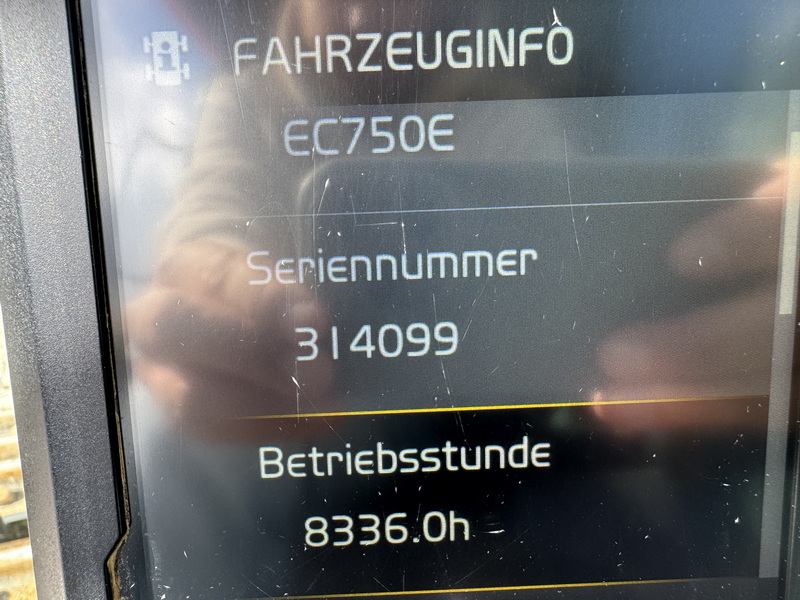 FAHRZEUGINFO
EC750E
Seriennummer
314099
Betriebsstunde
8336.0h